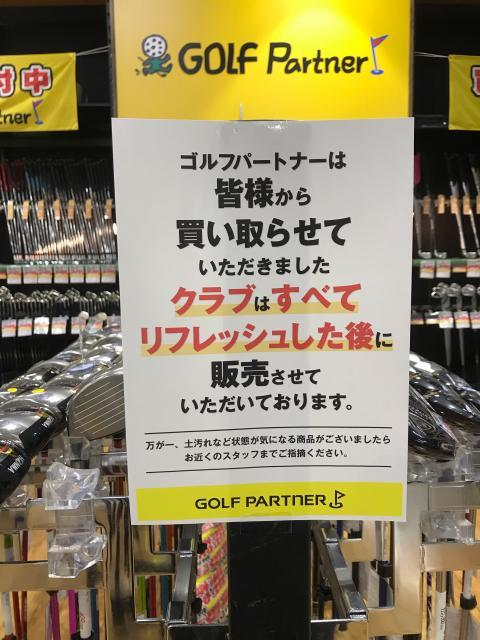 GOLF Partner
付中
tner
ゴルフパートナーは
皆様から
買い取らせて
いただきました
クラブはすべて
リフレッシュした後に
販売させて
いただいております。
万が一、土汚れなど状態が気になる商品がございましたら
お近くのスタッフまでご指摘ください。
GOLF PARTNER
HONMA